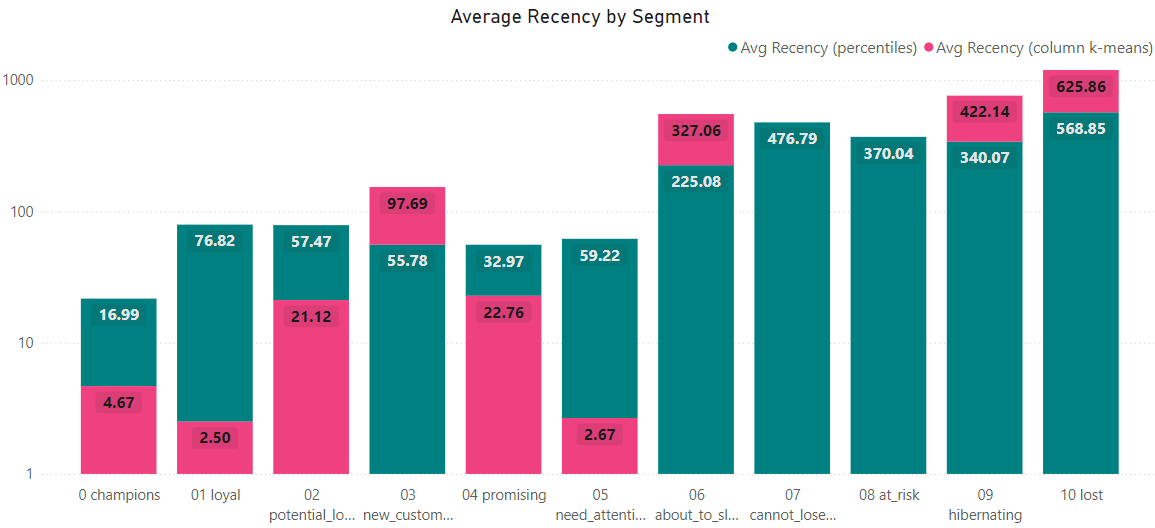 Average Recency by Segment
Avg Recency (percentiles) Avg Recency (column k-means)
1000
100
10
1
16.99
4.67
76.82
2.50
57.47
21.12
97.69
55.78
32.97
22.76
59.22
2.67
327.06
225.08
476.79
370.04
422.14
340.07
625.86
568.85
0 champions
01 loyal
02
potential_lo...
03
new_custom...
04 promising
05
need_attenti...
06
about_to_sl...
07
cannot_lose...
08 at_risk
09
hibernating
10 lost